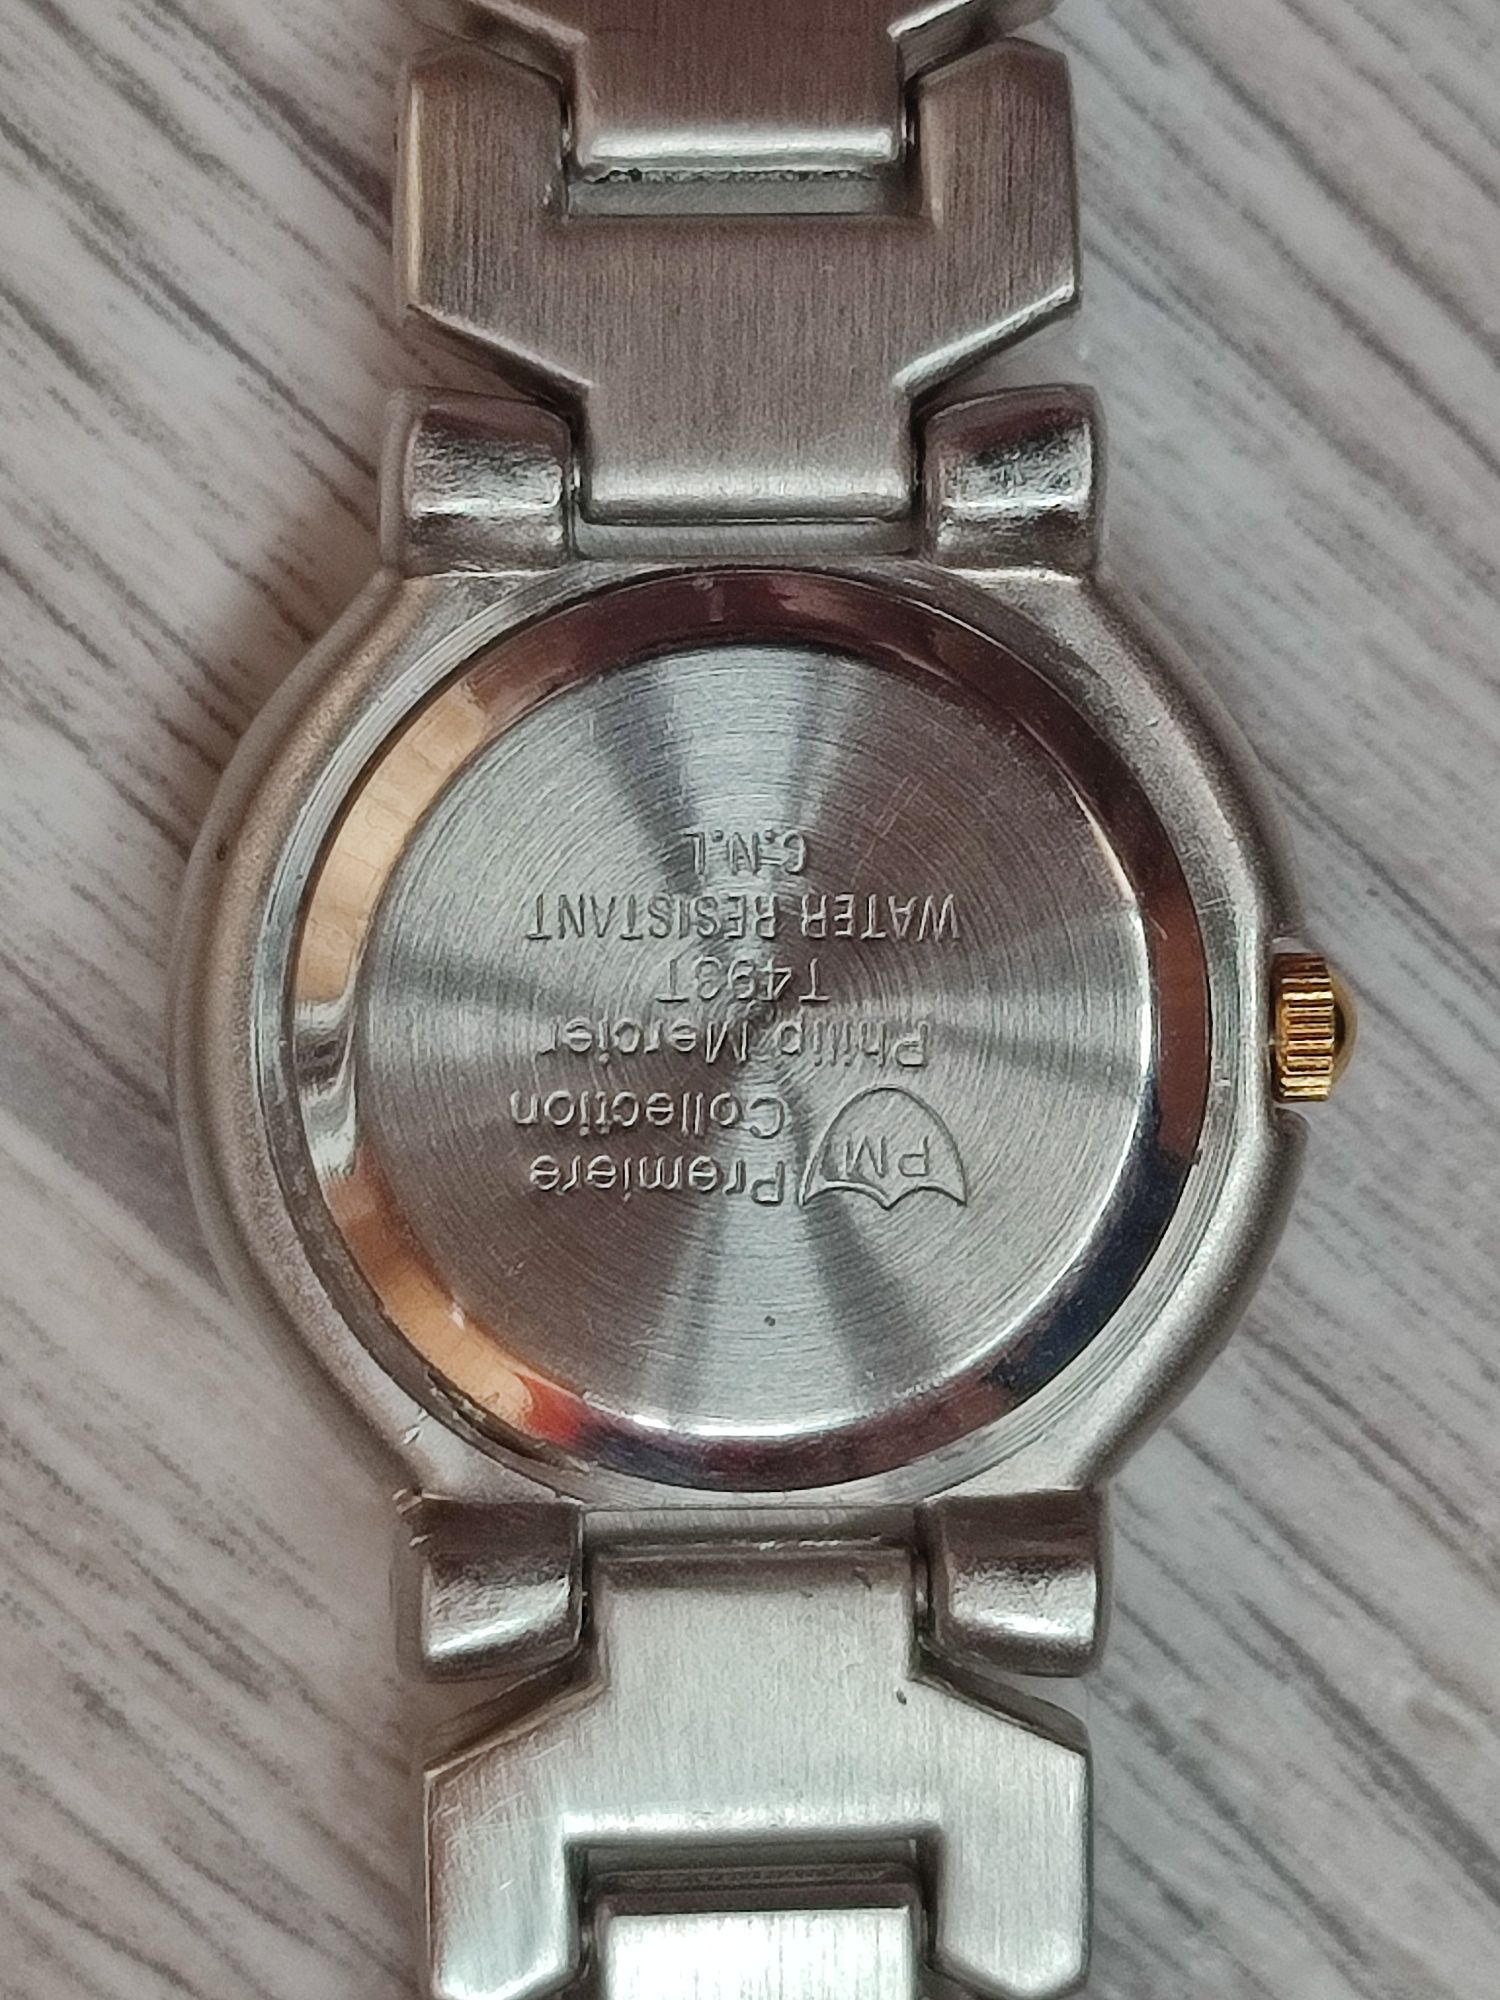 PM Premiere
Collection
Philip Mercier
T493T
WATER RESISTANT
C.N.L